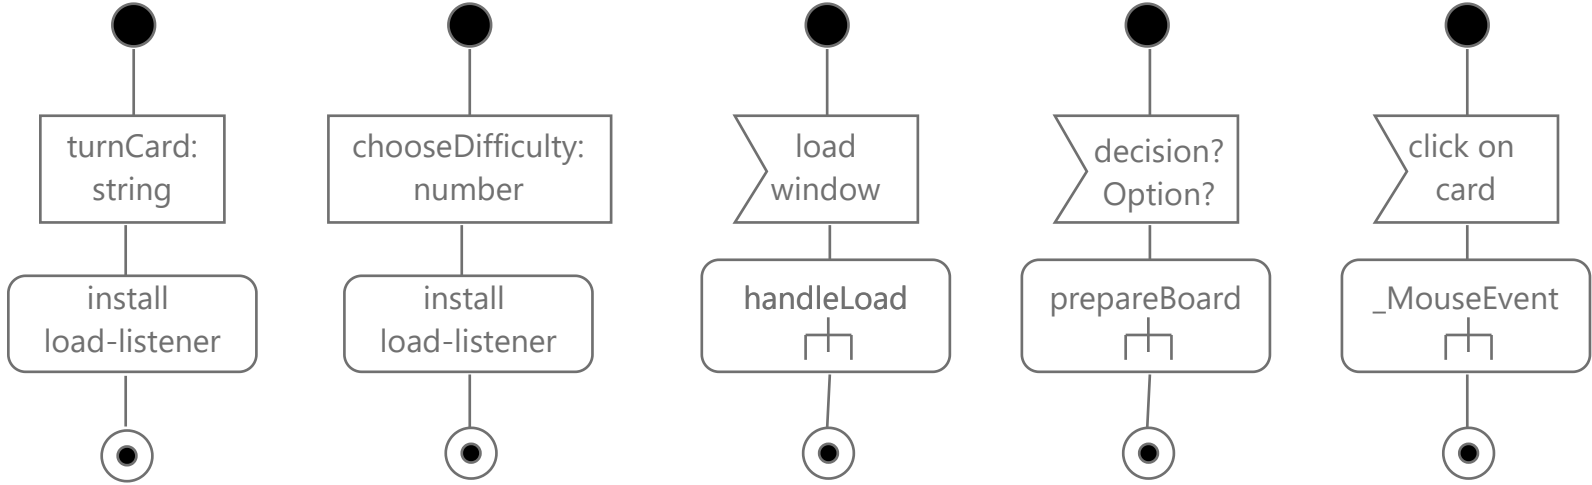 turnCard:
string
install
load-listener
chooseDifficulty:
number
install
load-listener
load
window
handleLoad
decision?
Option?
prepareBoard
click on
card
_MouseEvent